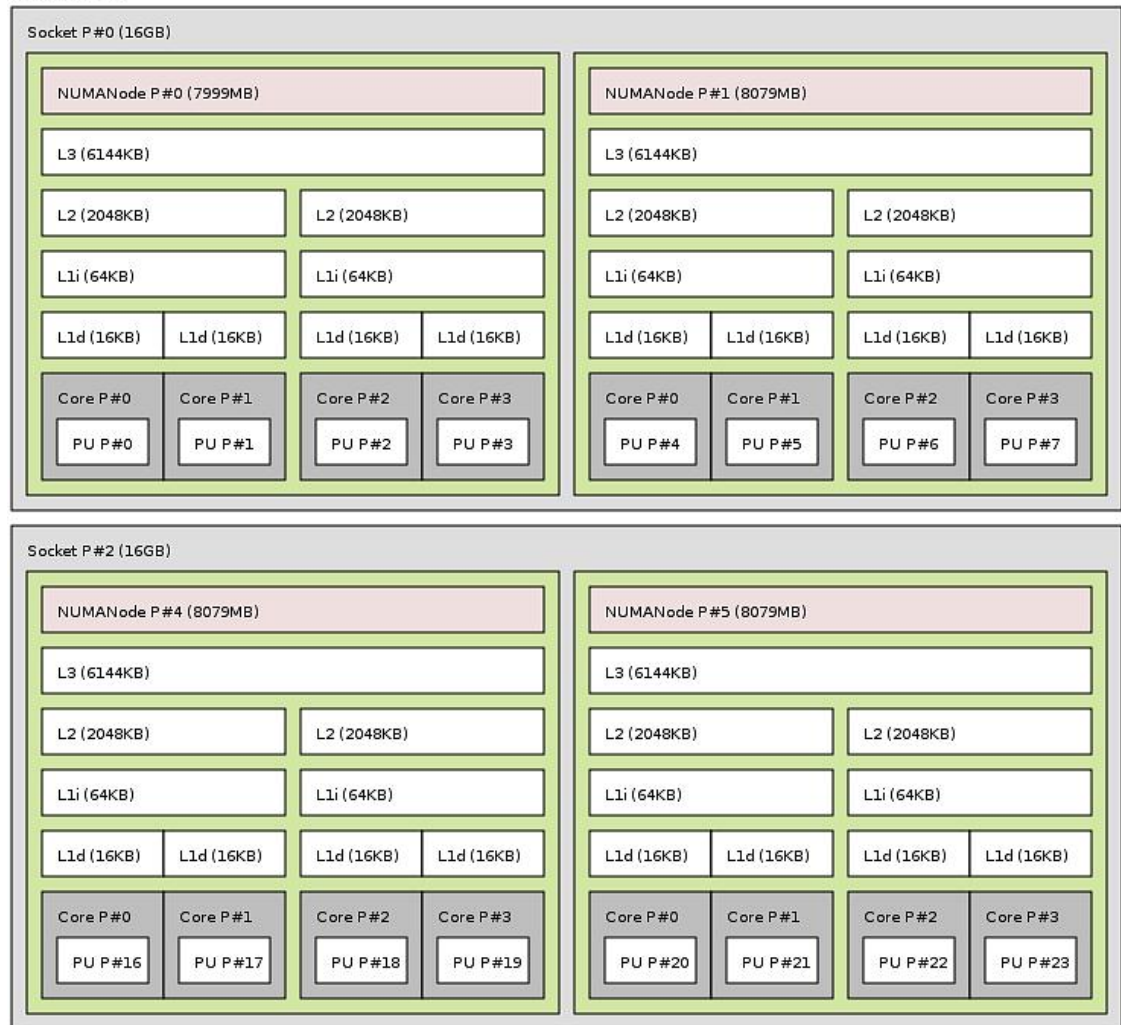 Socket P#0 (16GB)
NUMANode P#0 (7999MB) NUMANode P#1 (8079MB)
L3 (6144KB) L3 (6144KB)
L2 (2048KB) L2 (2048KB) L2 (2048KB) L2 (2048KB)
L1i (64KB) L1i (64KB) L1i (64KB) L1i (64KB)
L1d (16KB) L1d (16KB) L1d (16KB) L1d (16KB) L1d (16KB) L1d (16KB) L1d (16KB) L1d (16KB)
Core P#0 Core P#1 Core P#2 Core P#3 Core P#0 Core P#1 Core P#2 Core P#3
PU P#0 PU P#1 PU P#2 PU P#3 PU P#4 PU P#5 PU P#6 PU P#7
Socket P#2 (16GB)
NUMANode P#4 (8079MB) NUMANode P#5 (8079MB)
L3 (6144KB) L3 (6144KB)
L2 (2048KB) L2 (2048KB) L2 (2048KB) L2 (2048KB)
L1i (64KB) L1i (64KB) L1i (64KB) L1i (64KB)
L1d (16KB) L1d (16KB) L1d (16KB) L1d (16KB) L1d (16KB) L1d (16KB) L1d (16KB) L1d (16KB)
Core P#0 Core P#1 Core P#2 Core P#3 Core P#0 Core P#1 Core P#2 Core P#3
PU P#16 PU P#17 PU P#18 PU P#19 PU P#20 PU P#21 PU P#22 PU P#23